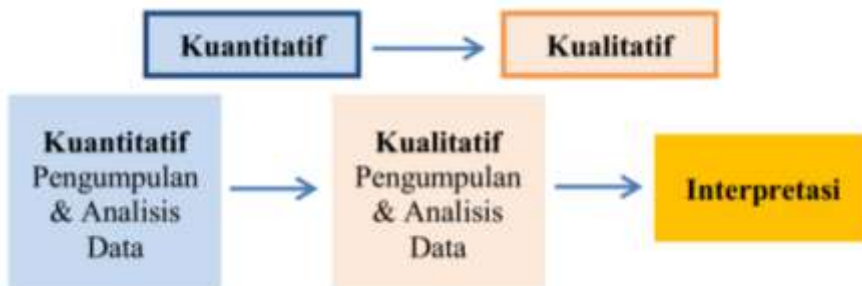 Kuantitatif
Kualitatif
Kuantitatif
Pengumpulan
& Analisis
Data
Kualitatif
Pengumpulan
& Analisis
Data
Interpretasi